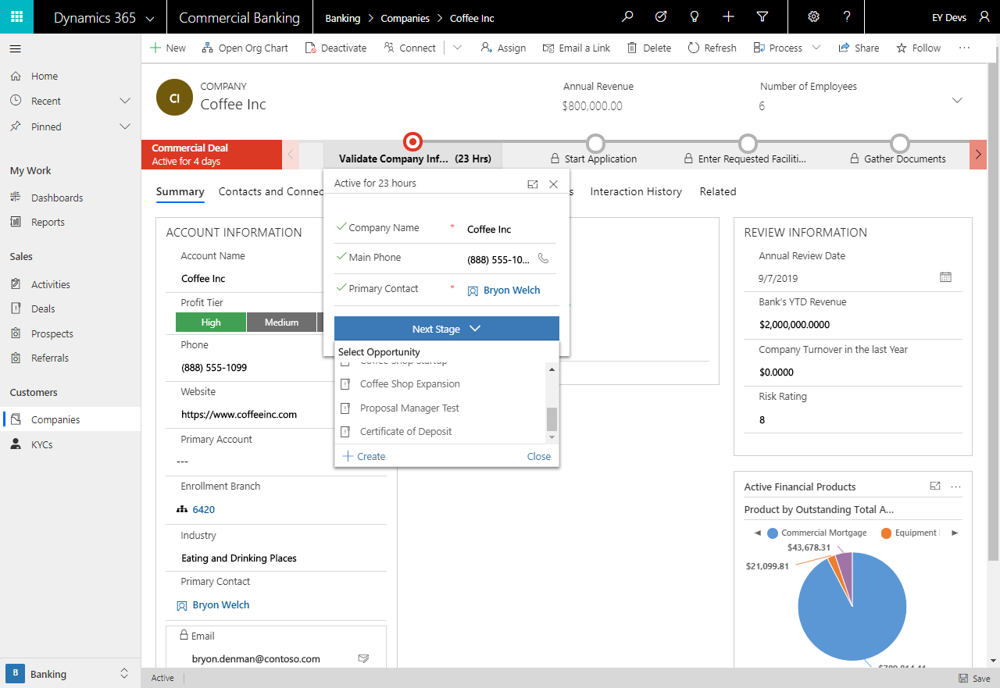 Dynamics 365
Commercial Banking
Banking > Companies > Coffee Inc
?
EY Devs
New
Open Org Chart
Deactivate
Connect
Assign
Email a Link
Delete
Refresh
Process
Share
Follow
...
Home
Recent
Pinned
My Work
Dashboards
Reports
Sales
Activities
Deals
Prospects
Referrals
Customers
Companies
KYCs
B Banking
CI
COMPANY
Coffee Inc
Annual Revenue
$800,000.00
Number of Employees
6
Commercial Deal
Active for 4 days
Validate Company Inf... (23 Hrs)
Start Application
Enter Requested Faciliti...
Gather Documents
Summary
Contacts and Connec
s
Interaction History
Related
ACCOUNT INFORMATION
Account Name
Coffee Inc
Profit Tier
High
Medium
Phone
(888) 555-1099
Website
https://www.coffeeinc.com
Primary Account
---
Enrollment Branch
6420
Industry
Eating and Drinking Places
Primary Contact
Bryon Welch
Email
bryon.denman@contoso.com
Active for 23 hours
Company Name * Coffee Inc
Main Phone (888) 555-10...
Primary Contact * Bryon Welch
Next Stage
Select Opportunity
Coffee Shop Startup
Coffee Shop Expansion
Proposal Manager Test
Certificate of Deposit
Create
Close
REVIEW INFORMATION
Annual Review Date
9/7/2019
Bank's YTD Revenue
$2,000,000.0000
Company Turnover in the last Year
$0.0000
Risk Rating
8
Active Financial Products
...
Product by Outstanding Total A...
Commercial Mortgage
Equipment
$43,678.31
$21,099.81
Active
Save